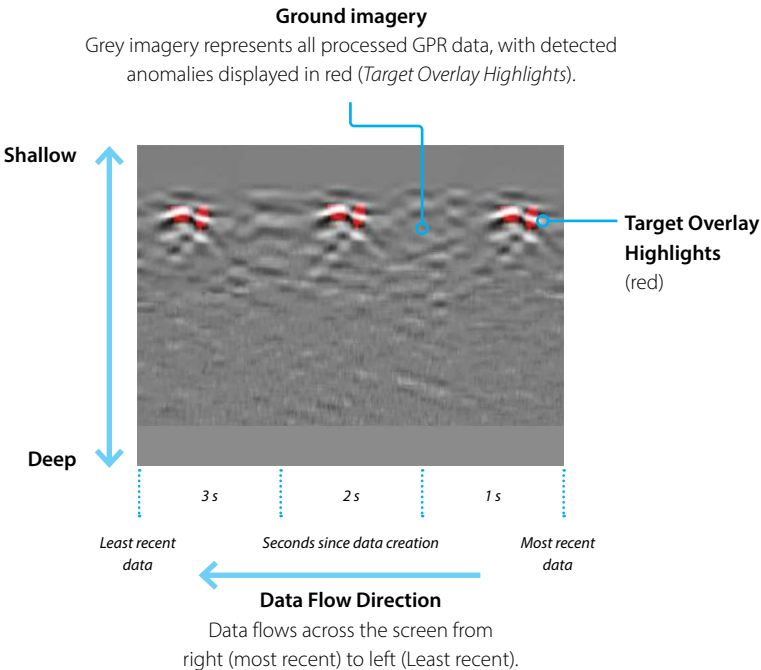 Ground imagery
Grey imagery represents all processed GPR data, with detected
anomalies displayed in red (Target Overlay Highlights).
Shallow
Target Overlay
Highlights
(red)
Deep
3 s
2 s
1 s
Least recent
data
Seconds since data creation
Most recent
data
Data Flow Direction
Data flows across the screen from
right (most recent) to left (Least recent).